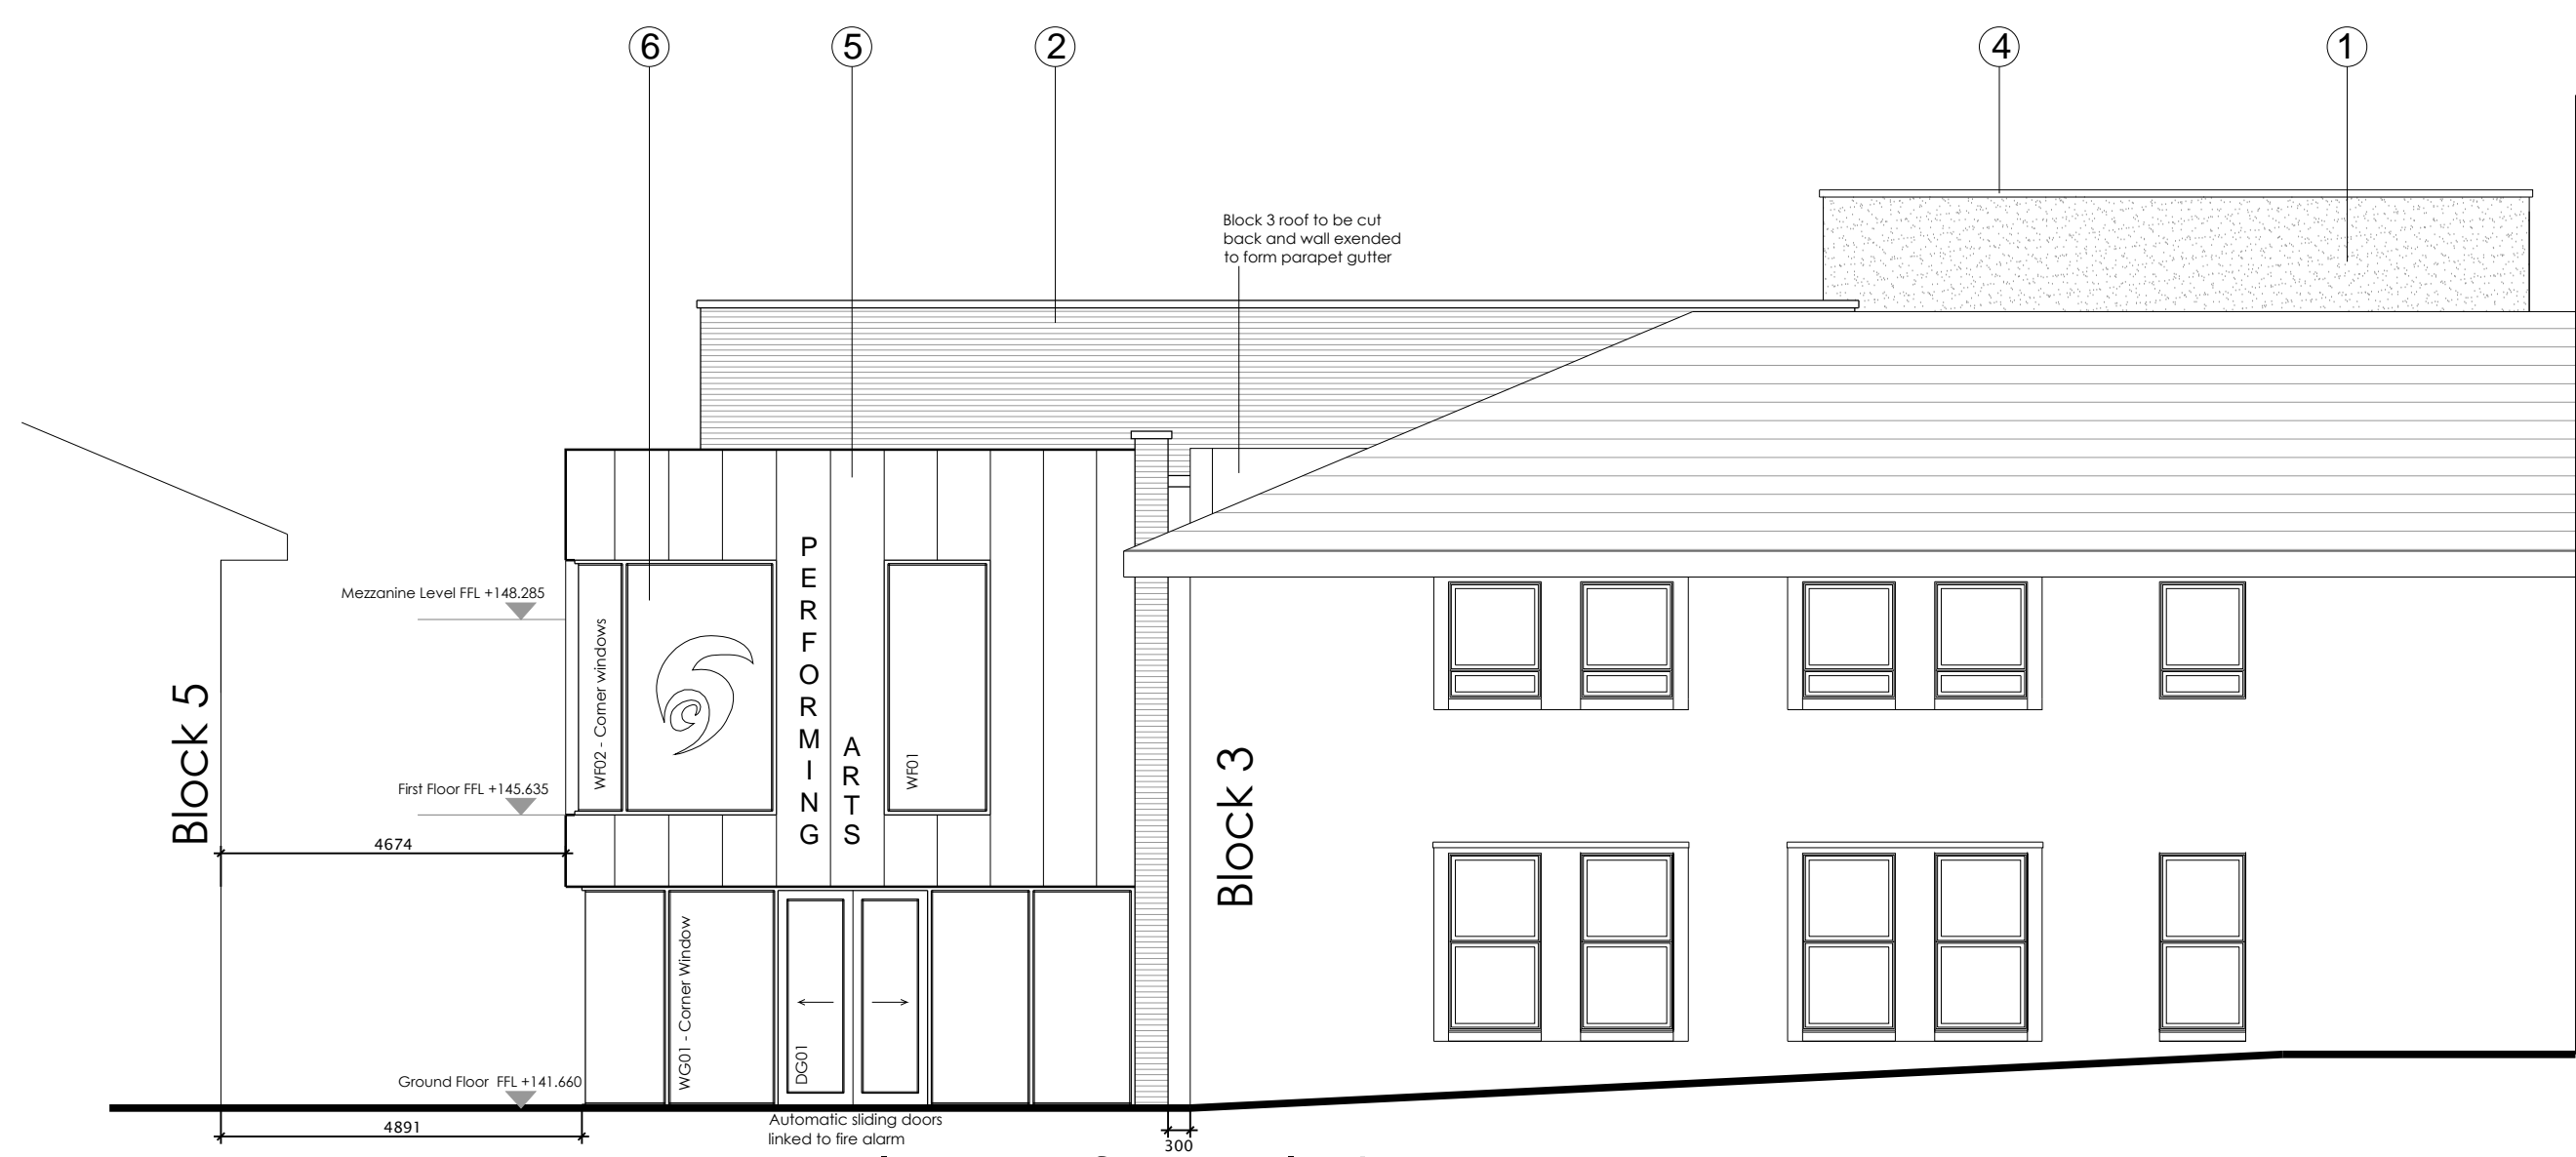 6
5
2
4
1
Block 3 roof to be cut
back and wall exended
to form parapet gutter
Mezzanine Level FFL +148.285
First Floor FFL +145.635
Block 5
4674
WF02 - Corner windows
PERFORMING
ARTS
WF01
Block 3
WG01 - Corner Window
DG01
Ground Floor FFL +141.660
4891
Automatic sliding doors
linked to fire alarm
300